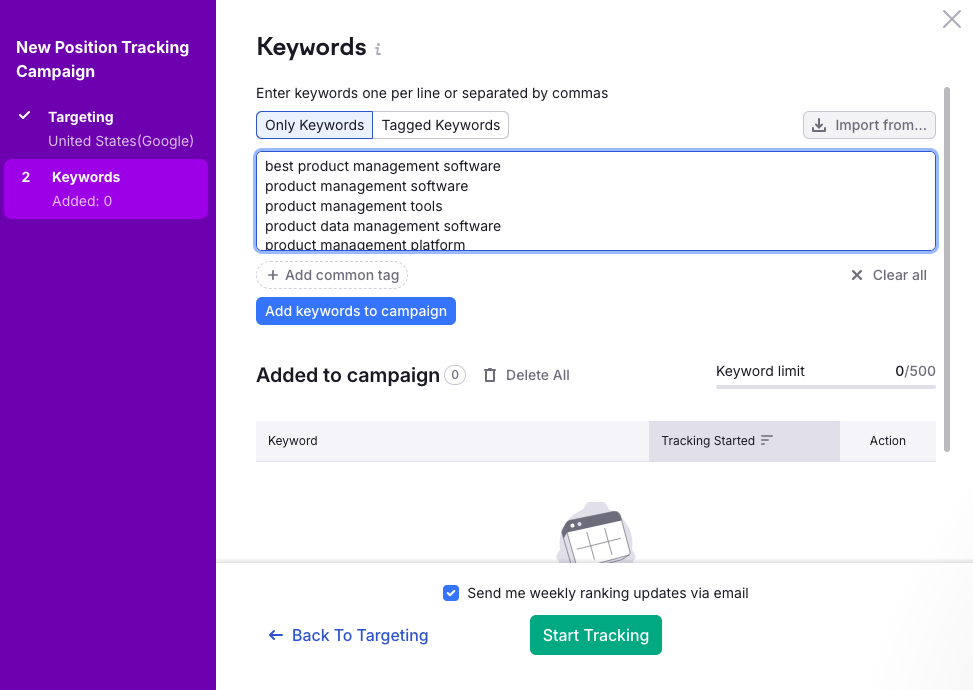 New Position Tracking
Campaign
Targeting
United States(Google)
2 Keywords
Added: 0
Keywords i
Enter keywords one per line or separated by commas
Only Keywords Tagged Keywords Import from...
best product management software
product management software
product management tools
product data management software
product management platform
+ Add common tag Clear all
Add keywords to campaign
Added to campaign 0 Delete All Keyword limit 0/500
Keyword Tracking Started Action
Send me weekly ranking updates via email
Back To Targeting Start Tracking